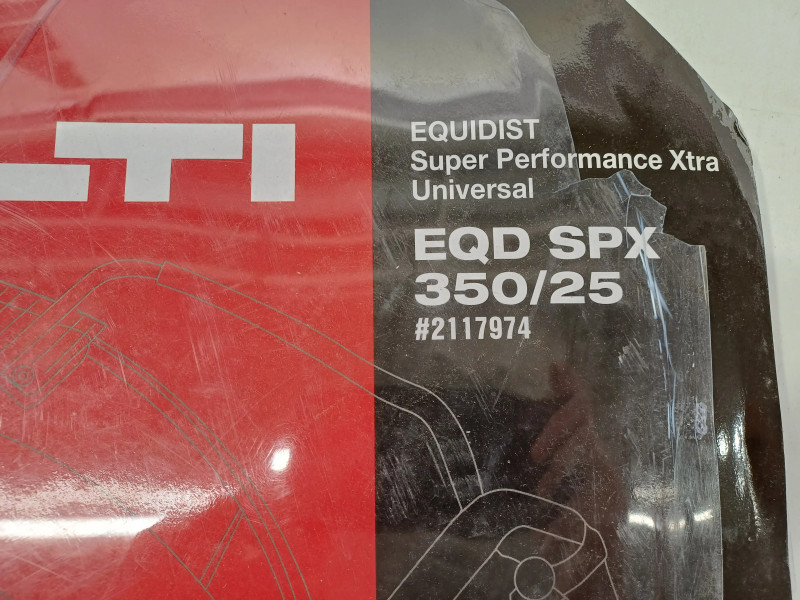 LTI
EQUIDIST
Super Performance Xtra
Universal
EQD SPX
350/25
#2117974